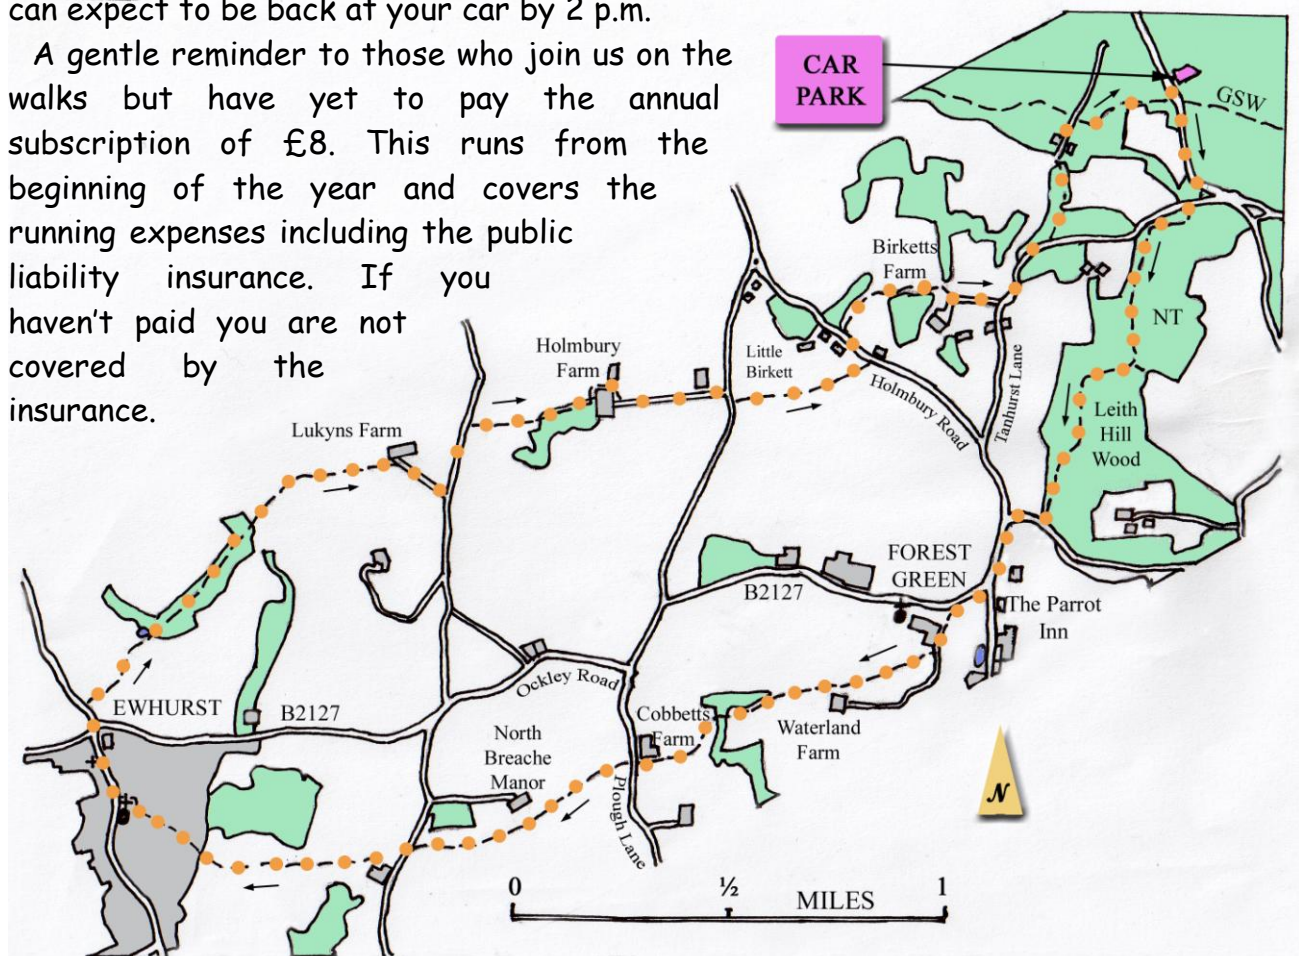 can expect to be back at your car by 2 p.m.
A gentle reminder to those who join us on the
walks but have yet to pay the annual
subscription of £8. This runs from the
beginning of the year and covers the
running expenses including the public
liability insurance. If you
haven't paid you are not
covered by the
insurance.
CAR
PARK
GSW
Birketts
Farm
NT
Holmbury
Farm
Little
Birkett
Holmbury Road
Tanhurst Lane
Leith
Hill
Wood
Lukyns Farm
FOREST
GREEN
B2127
The Parrot
Inn
Ockley Road
EWHURST
B2127
Cobbetts
Farm
Waterland
Farm
North
Breache
Manor
Plough Lane
N
0 ½ 1
MILES